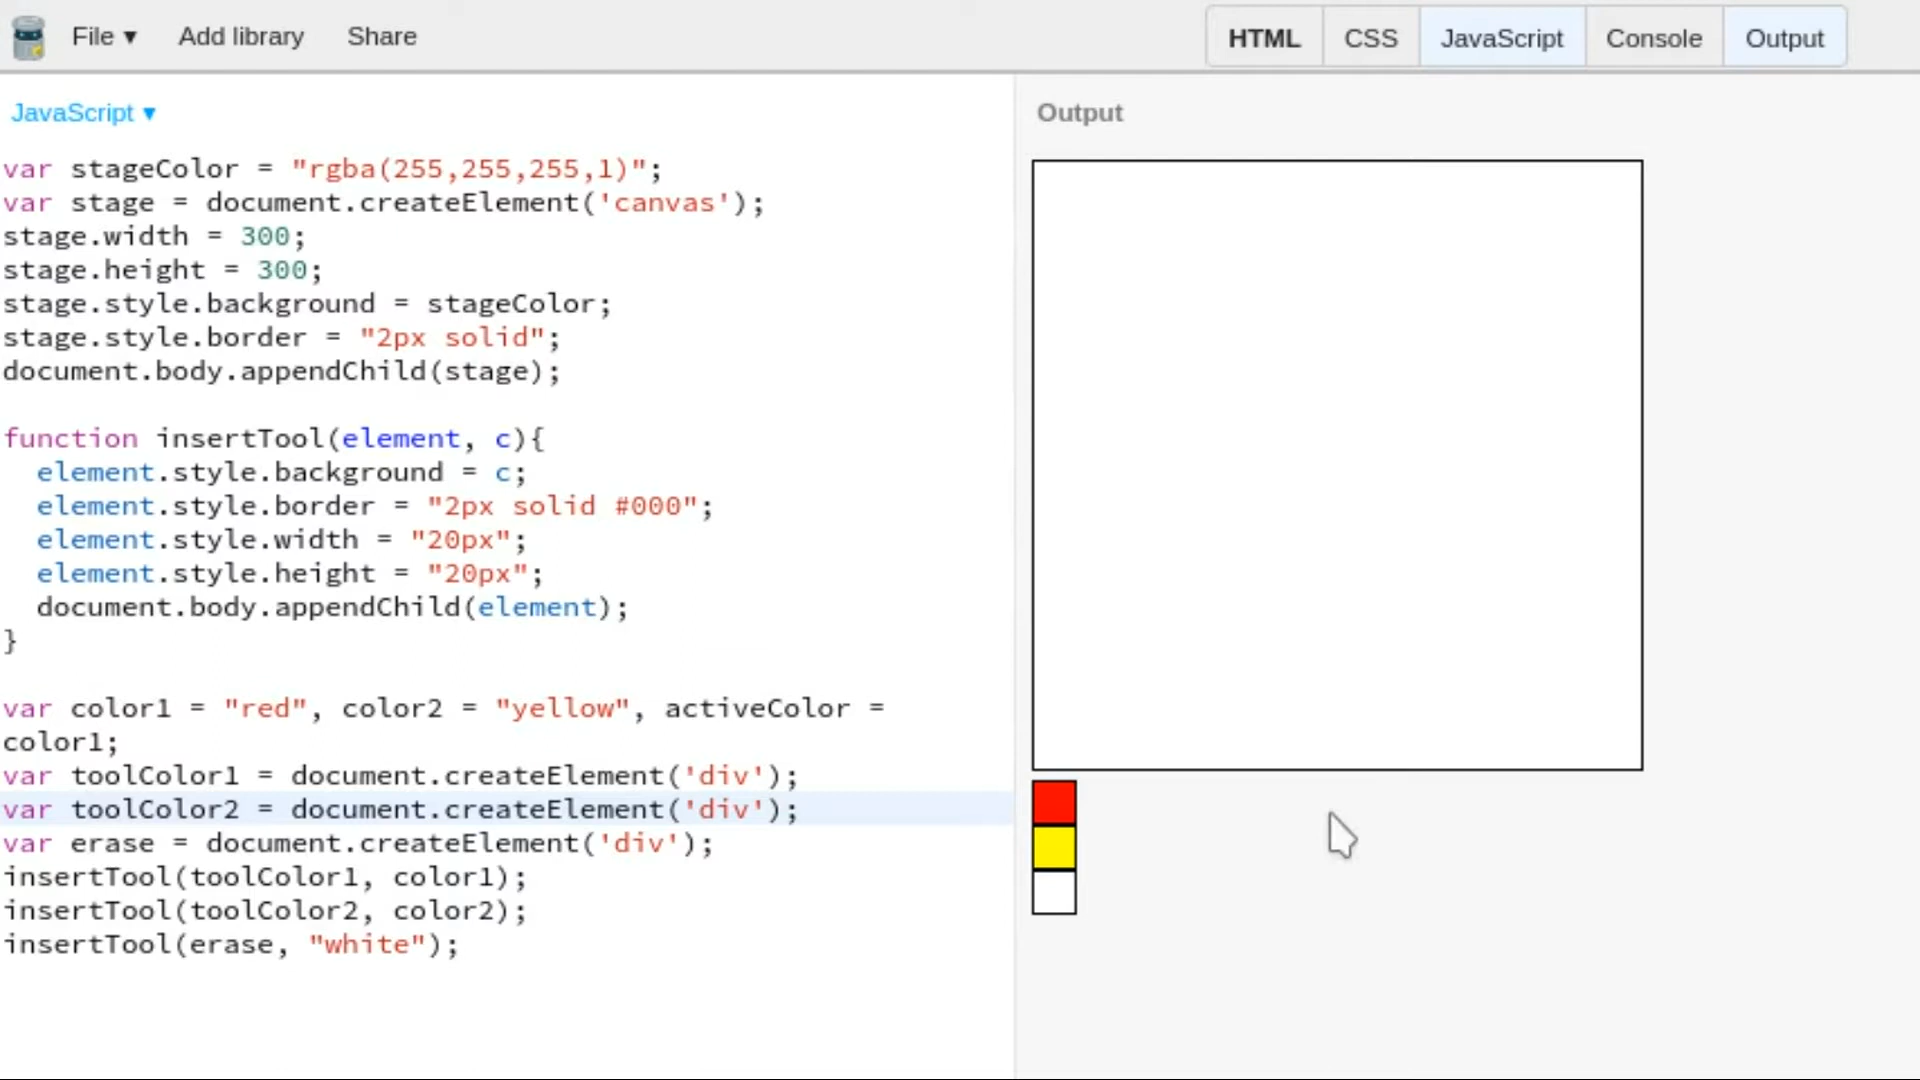 File ▾ Add library Share HTML CSS JavaScript Console Output
JavaScript ▾
var stageColor = "rgba(255,255,255,1)";
var stage = document.createElement('canvas');
stage.width = 300;
stage.height = 300;
stage.style.background = stageColor;
stage.style.border = "2px solid";
document.body.appendChild(stage);
function insertTool(element, c){
element.style.background = c;
element.style.border = "2px solid #000";
element.style.width = "20px";
element.style.height = "20px";
document.body.appendChild(element);
}
var color1 = "red", color2 = "yellow", activeColor =
color1;
var toolColor1 = document.createElement('div');
var toolColor2 = document.createElement('div');
var erase = document.createElement('div');
insertTool(toolColor1, color1);
insertTool(toolColor2, color2);
insertTool(erase, "white");
Output